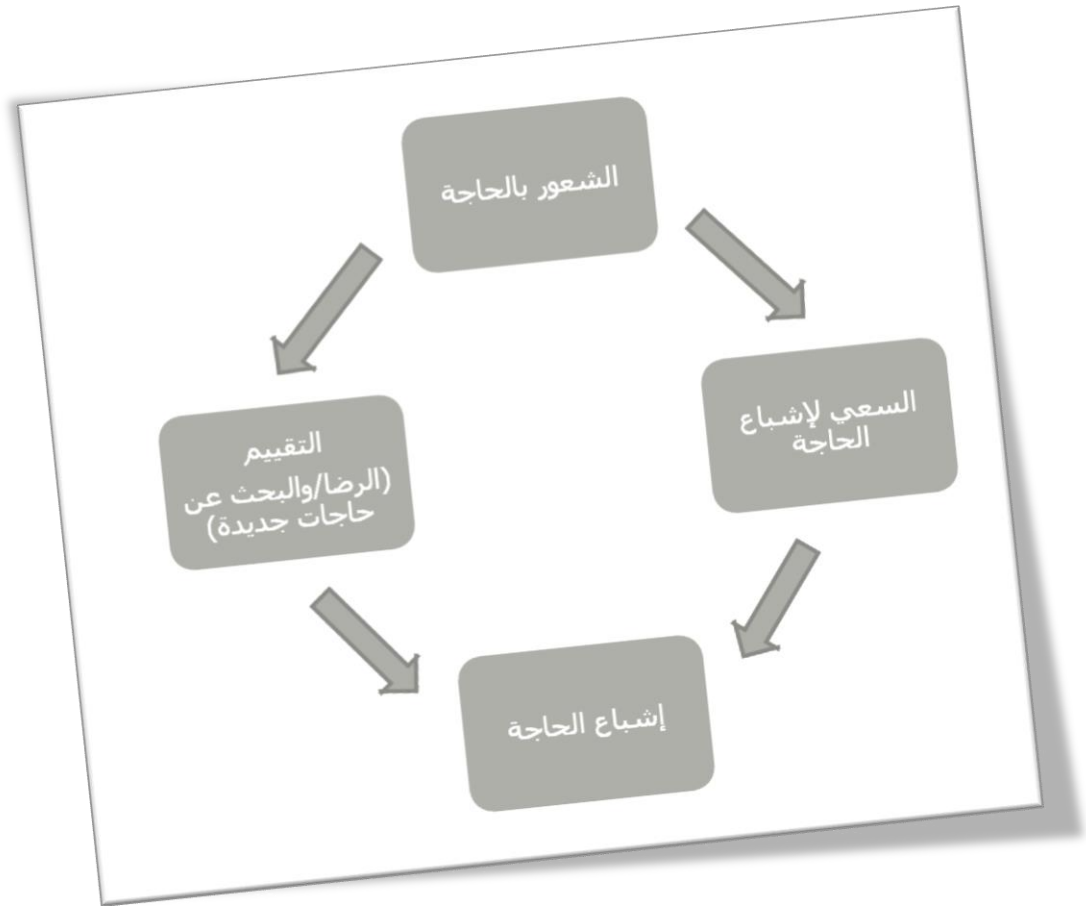 الشعور بالحاجة
السعي لإشباع
الحاجة
إشباع الحاجة
التقييم
(الرضا/والبحث عن
حاجات جديدة)